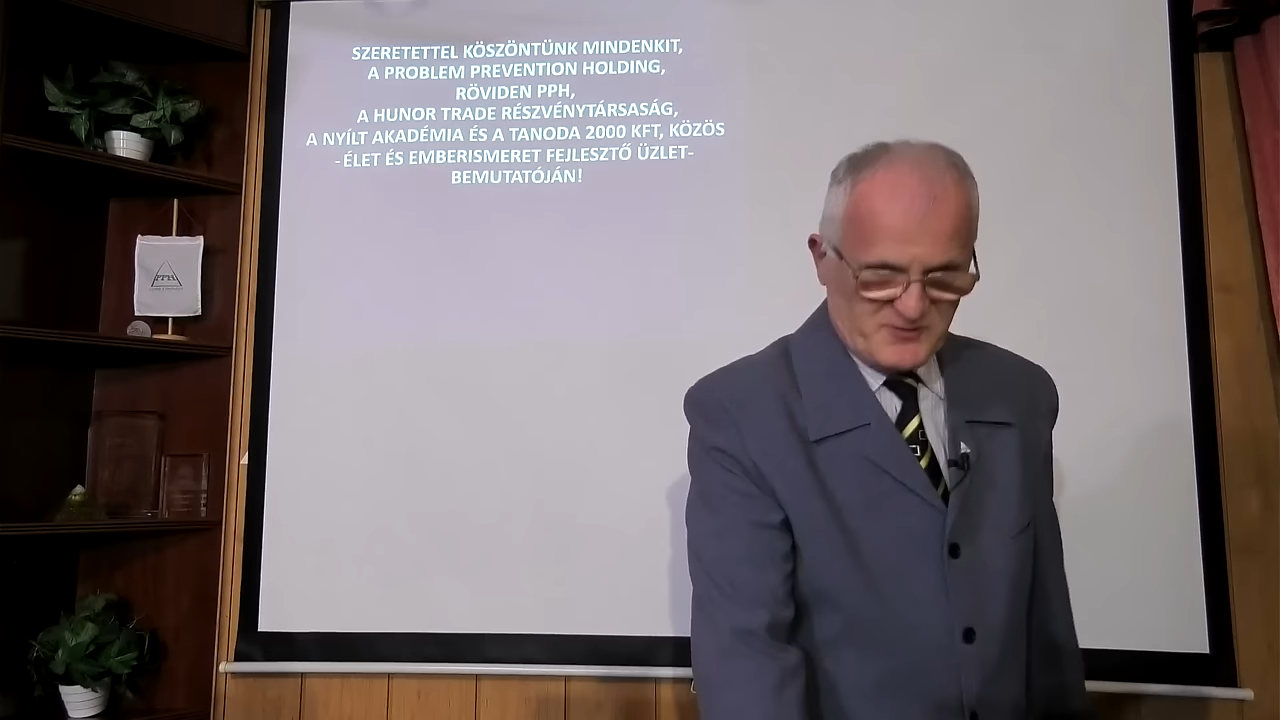 SZERETETTEL KÖSZÖNTÜNK MINDENKIT,
A PROBLEM PREVENTION HOLDING,
RÖVIDEN PPH,
A HUNOR TRADE RÉSZVÉNYTÁRSASÁG,
A NYÍLT AKADÉMIA ÉS A TANODA 2000 KFT, KÖZÖS
-ÉLET ÉS EMBERISMERET FEJLESZTŐ ÜZLET-
BEMUTATÓJÁN!
PPH